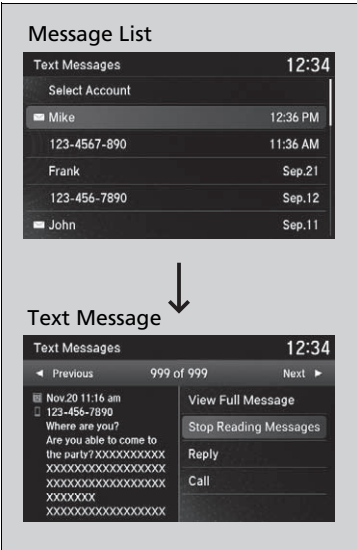 Message List
Text Messages 12:34
Select Account
Mike 12:36 PM
123-4567-890 11:36 AM
Frank Sep.21
123-456-7890 Sep.12
John Sep.11
Text Message
Text Messages 12:34
◄ Previous 999 of 999 Next ►
Nov.20 11:16 am
123-456-7890
Where are you?
Are you able to come to
the party?XXXXXXXXXX
XXXXXXXXXXXXXXXXX
XXXXXXXXXXXXXXXXX
XXXXXXX
XXXXXXXXXXXXXXXXX
View Full Message
Stop Reading Messages
Reply
Call